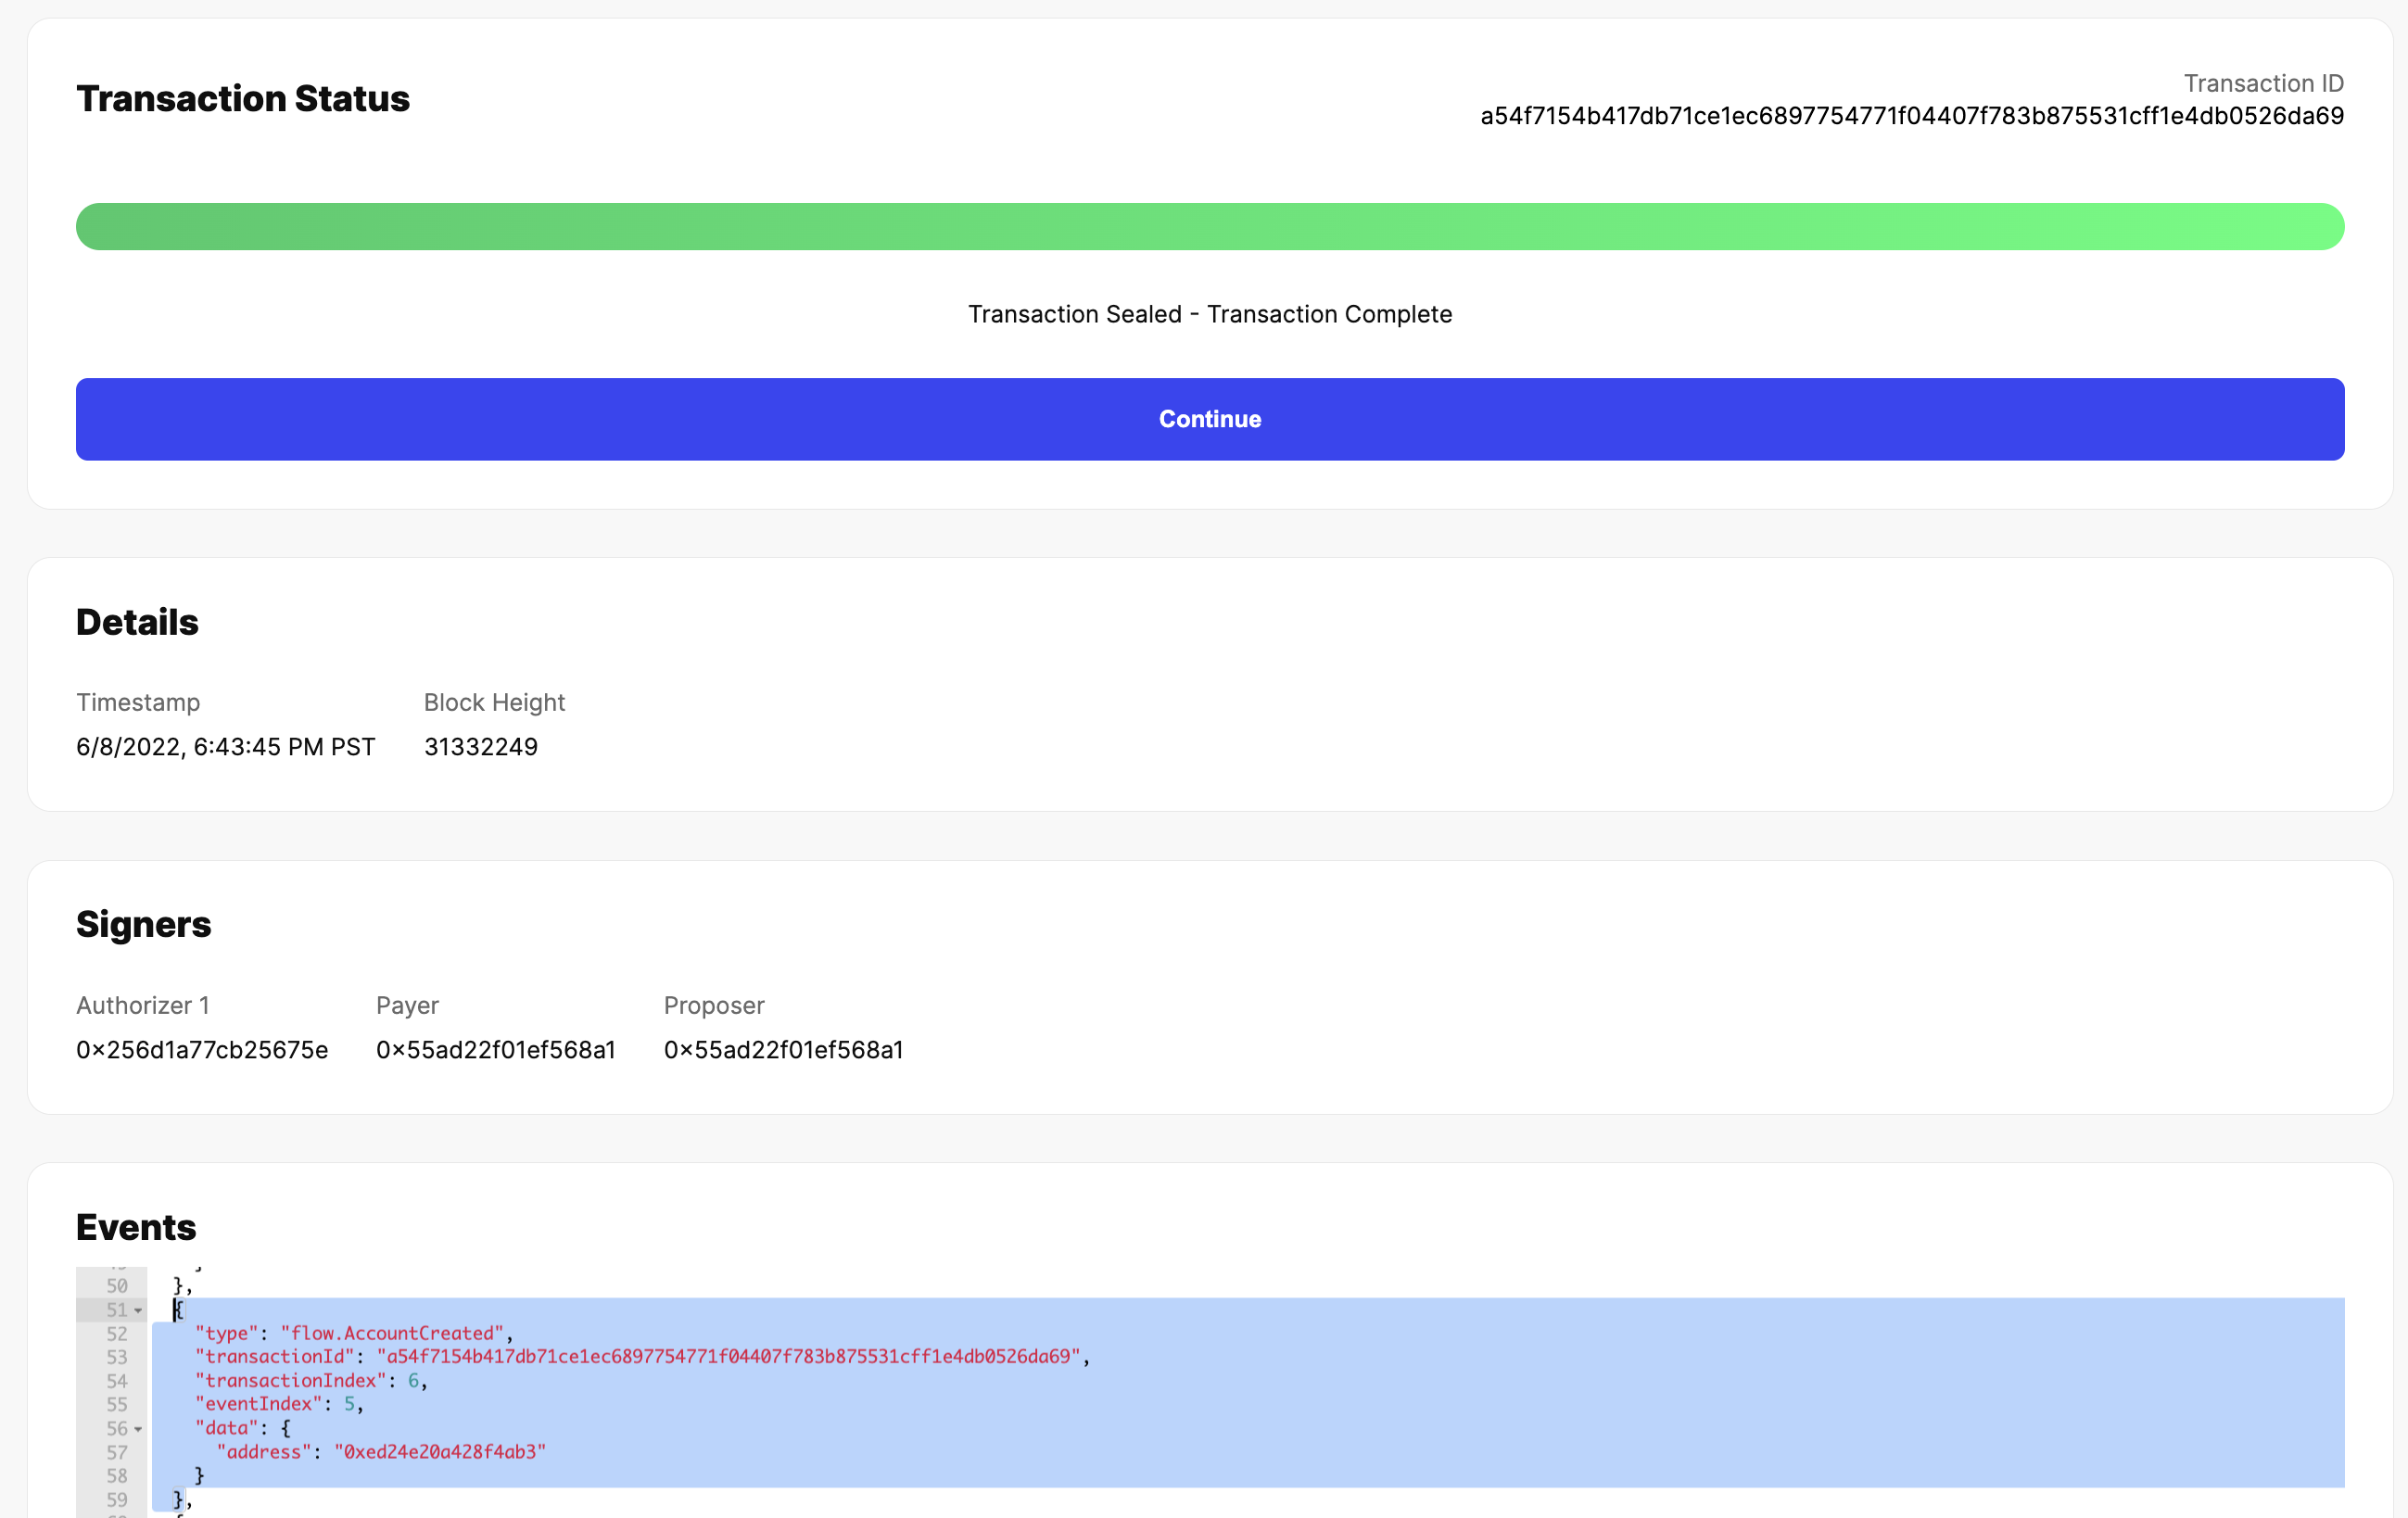 Transaction Status
Transaction ID
a54f7154b417db71ce1ec6897754771f04407f783b875531cff1e4db0526da69
Transaction Sealed - Transaction Complete
Continue
Details
Timestamp
Block Height
6/8/2022, 6:43:45 PM PST
31332249
Signers
Authorizer 1
Payer
Proposer
0×256d1a77cb25675e
0×55ad22f01ef568a1
0×55ad22f01ef568a1
Events
50 },
51 {
52 "type": "flow.AccountCreated",
53 "transactionId": "a54f7154b417db71ce1ec6897754771f04407f783b875531cff1e4db0526da69",
54 "transactionIndex": 6,
55 "eventIndex": 5,
56 "data": {
57 "address": "0xed24e20a428f4ab3"
58 }
59 },